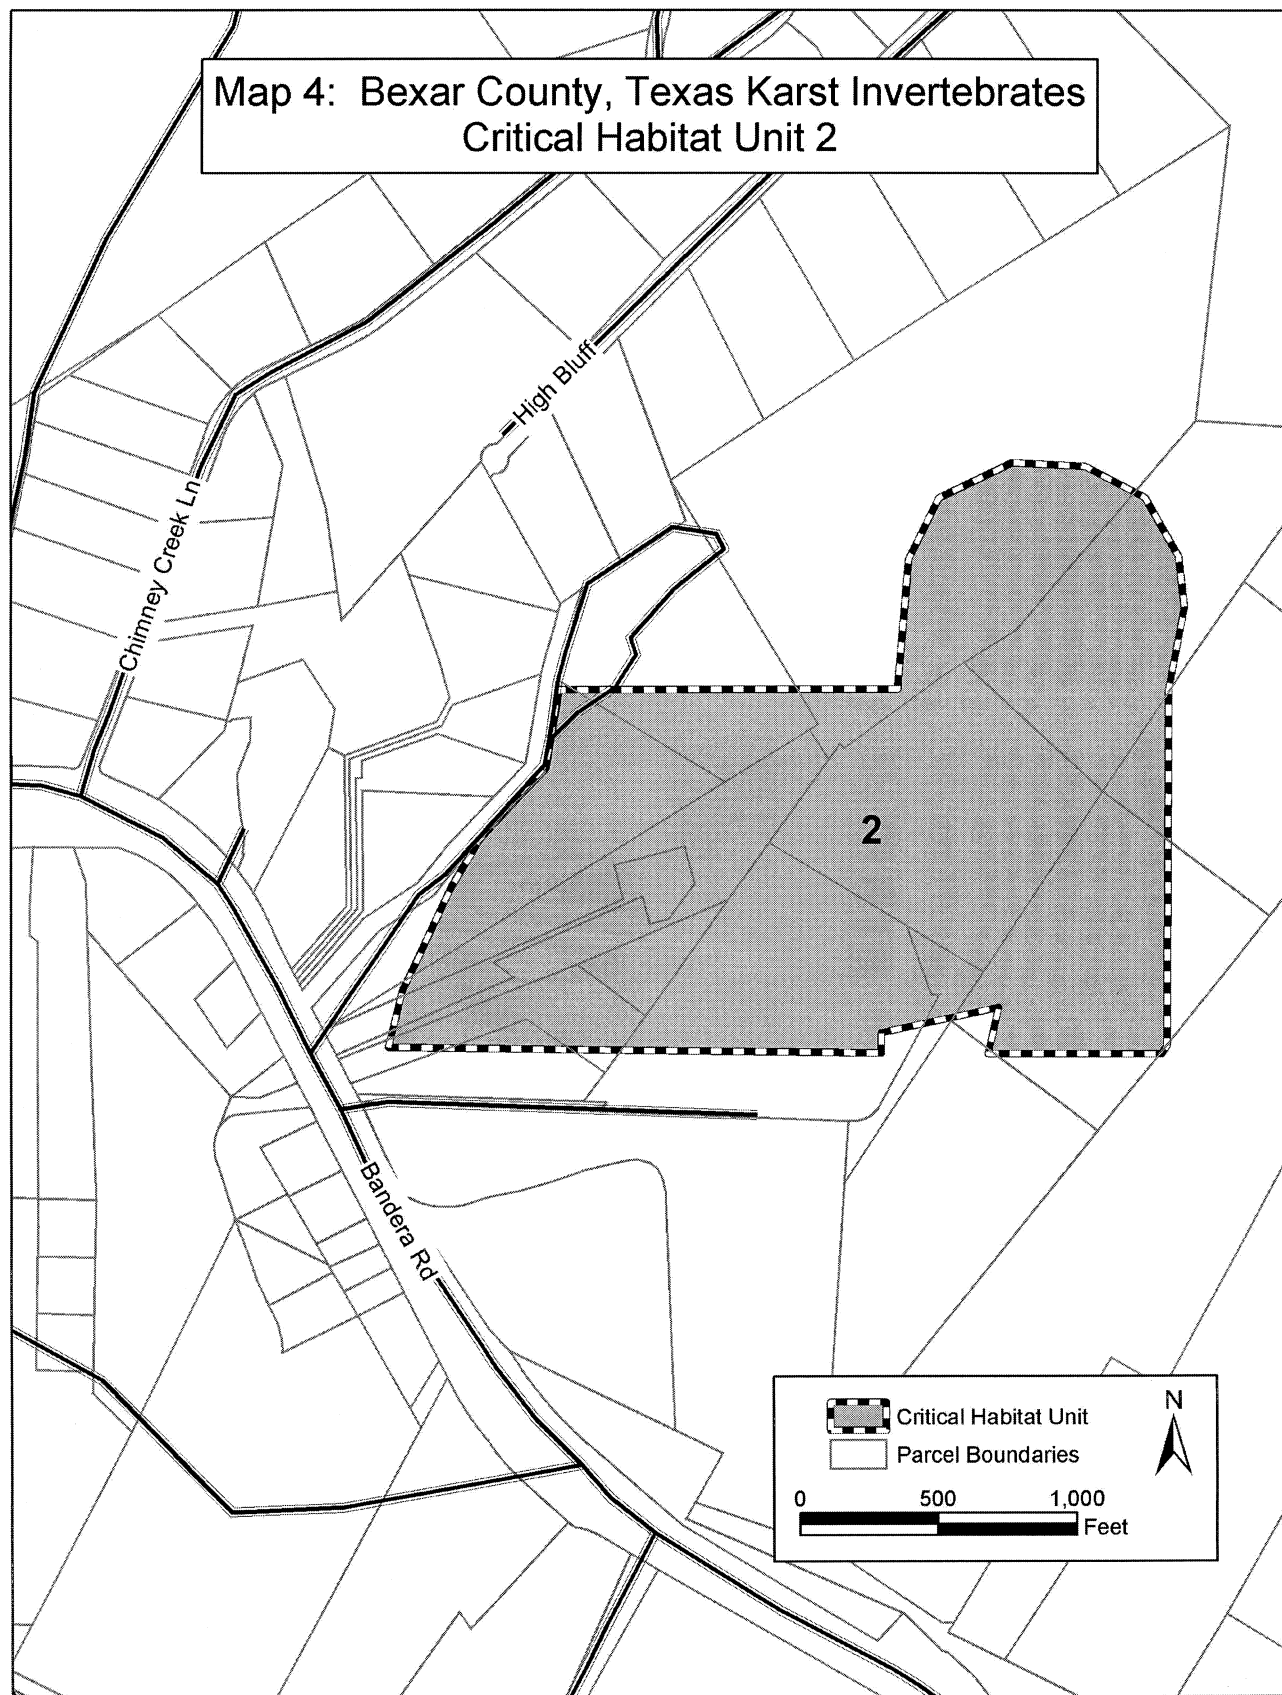 Map 4:  Bexar County, Texas Karst Invertebrates
Critical Habitat Unit 2
High Bluff
Chimney Creek Ln
2
Bandera Rd
N
Critical Habitat Unit
Parcel Boundaries
0 500 1,000
Feet